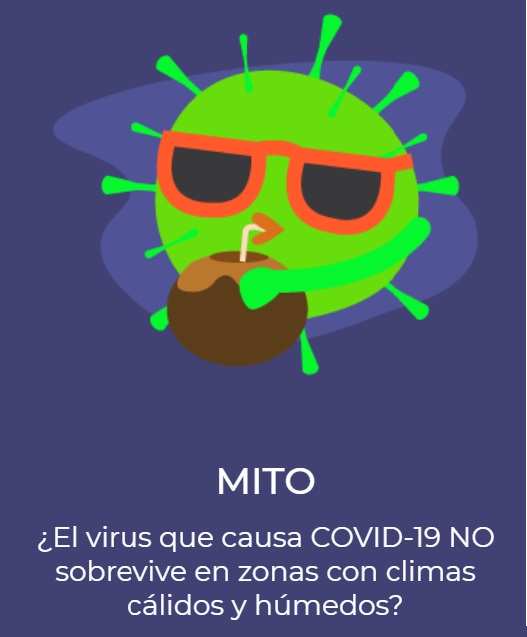 MITO
¿El virus que causa COVID-19 NO
sobrevive en zonas con climas
cálidos y húmedos?